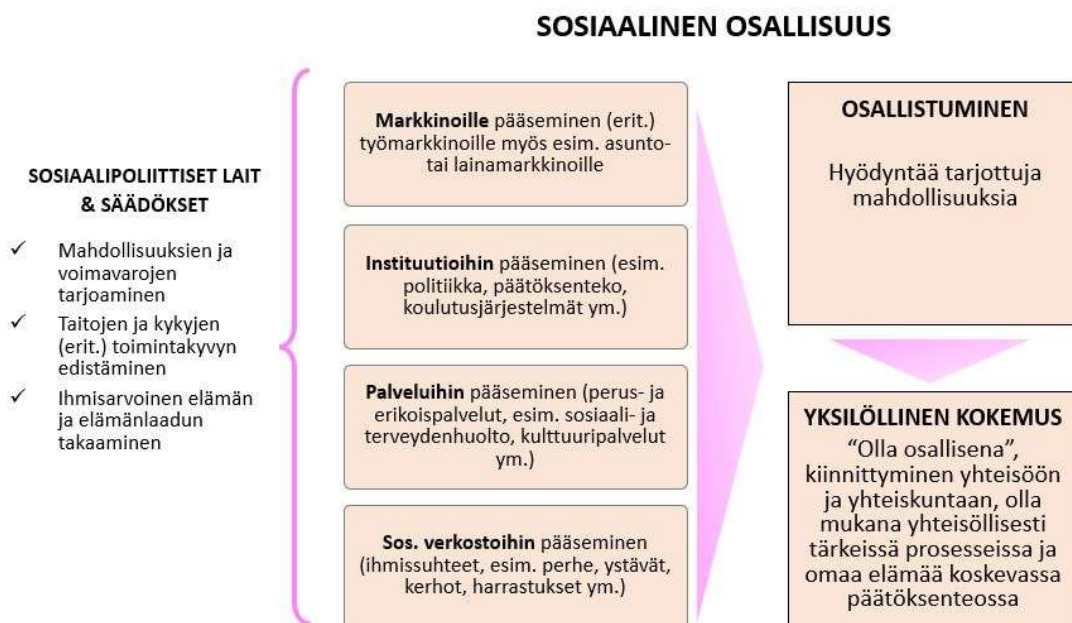 SOSIAALINEN OSALLISUUS
SOSIAALIPOLIITTISET LAIT
& SÄÄDÖKSET
✓ Mahdollisuuksien ja
voimavarojen
tarjoaminen
✓ Taitojen ja kykyjen
(erit.) toimintakyvyn
edistäminen
✓ Ihmisarvoinen elämän
ja elämänlaadun
takaaminen
Markkinoille pääseminen (erit.)
työmarkkinoille myös esim. asunto-
tai lainamarkkinoille
Instituutioihin pääseminen (esim.
politiikka, päätöksenteko,
koulutusjärjestelmät ym.)
Palveluihin pääseminen (perus- ja
erikoispalvelut, esim. sosiaali- ja
terveydenhuolto, kulttuuripalvelut
ym.)
Sos. verkostoihin pääseminen
(ihmissuhteet, esim. perhe, ystävät,
kerhot, harrastukset ym.)
OSALLISTUMINEN
Hyödyntää tarjottuja
mahdollisuuksia
YKSILÖLLINEN KOKEMUS
“Olla osallisena”,
kiinnittyminen yhteisöön
ja yhteiskuntaan, olla
mukana yhteisöllisesti
tärkeissä prosesseissa ja
omaa elämää koskevassa
päätöksenteossa